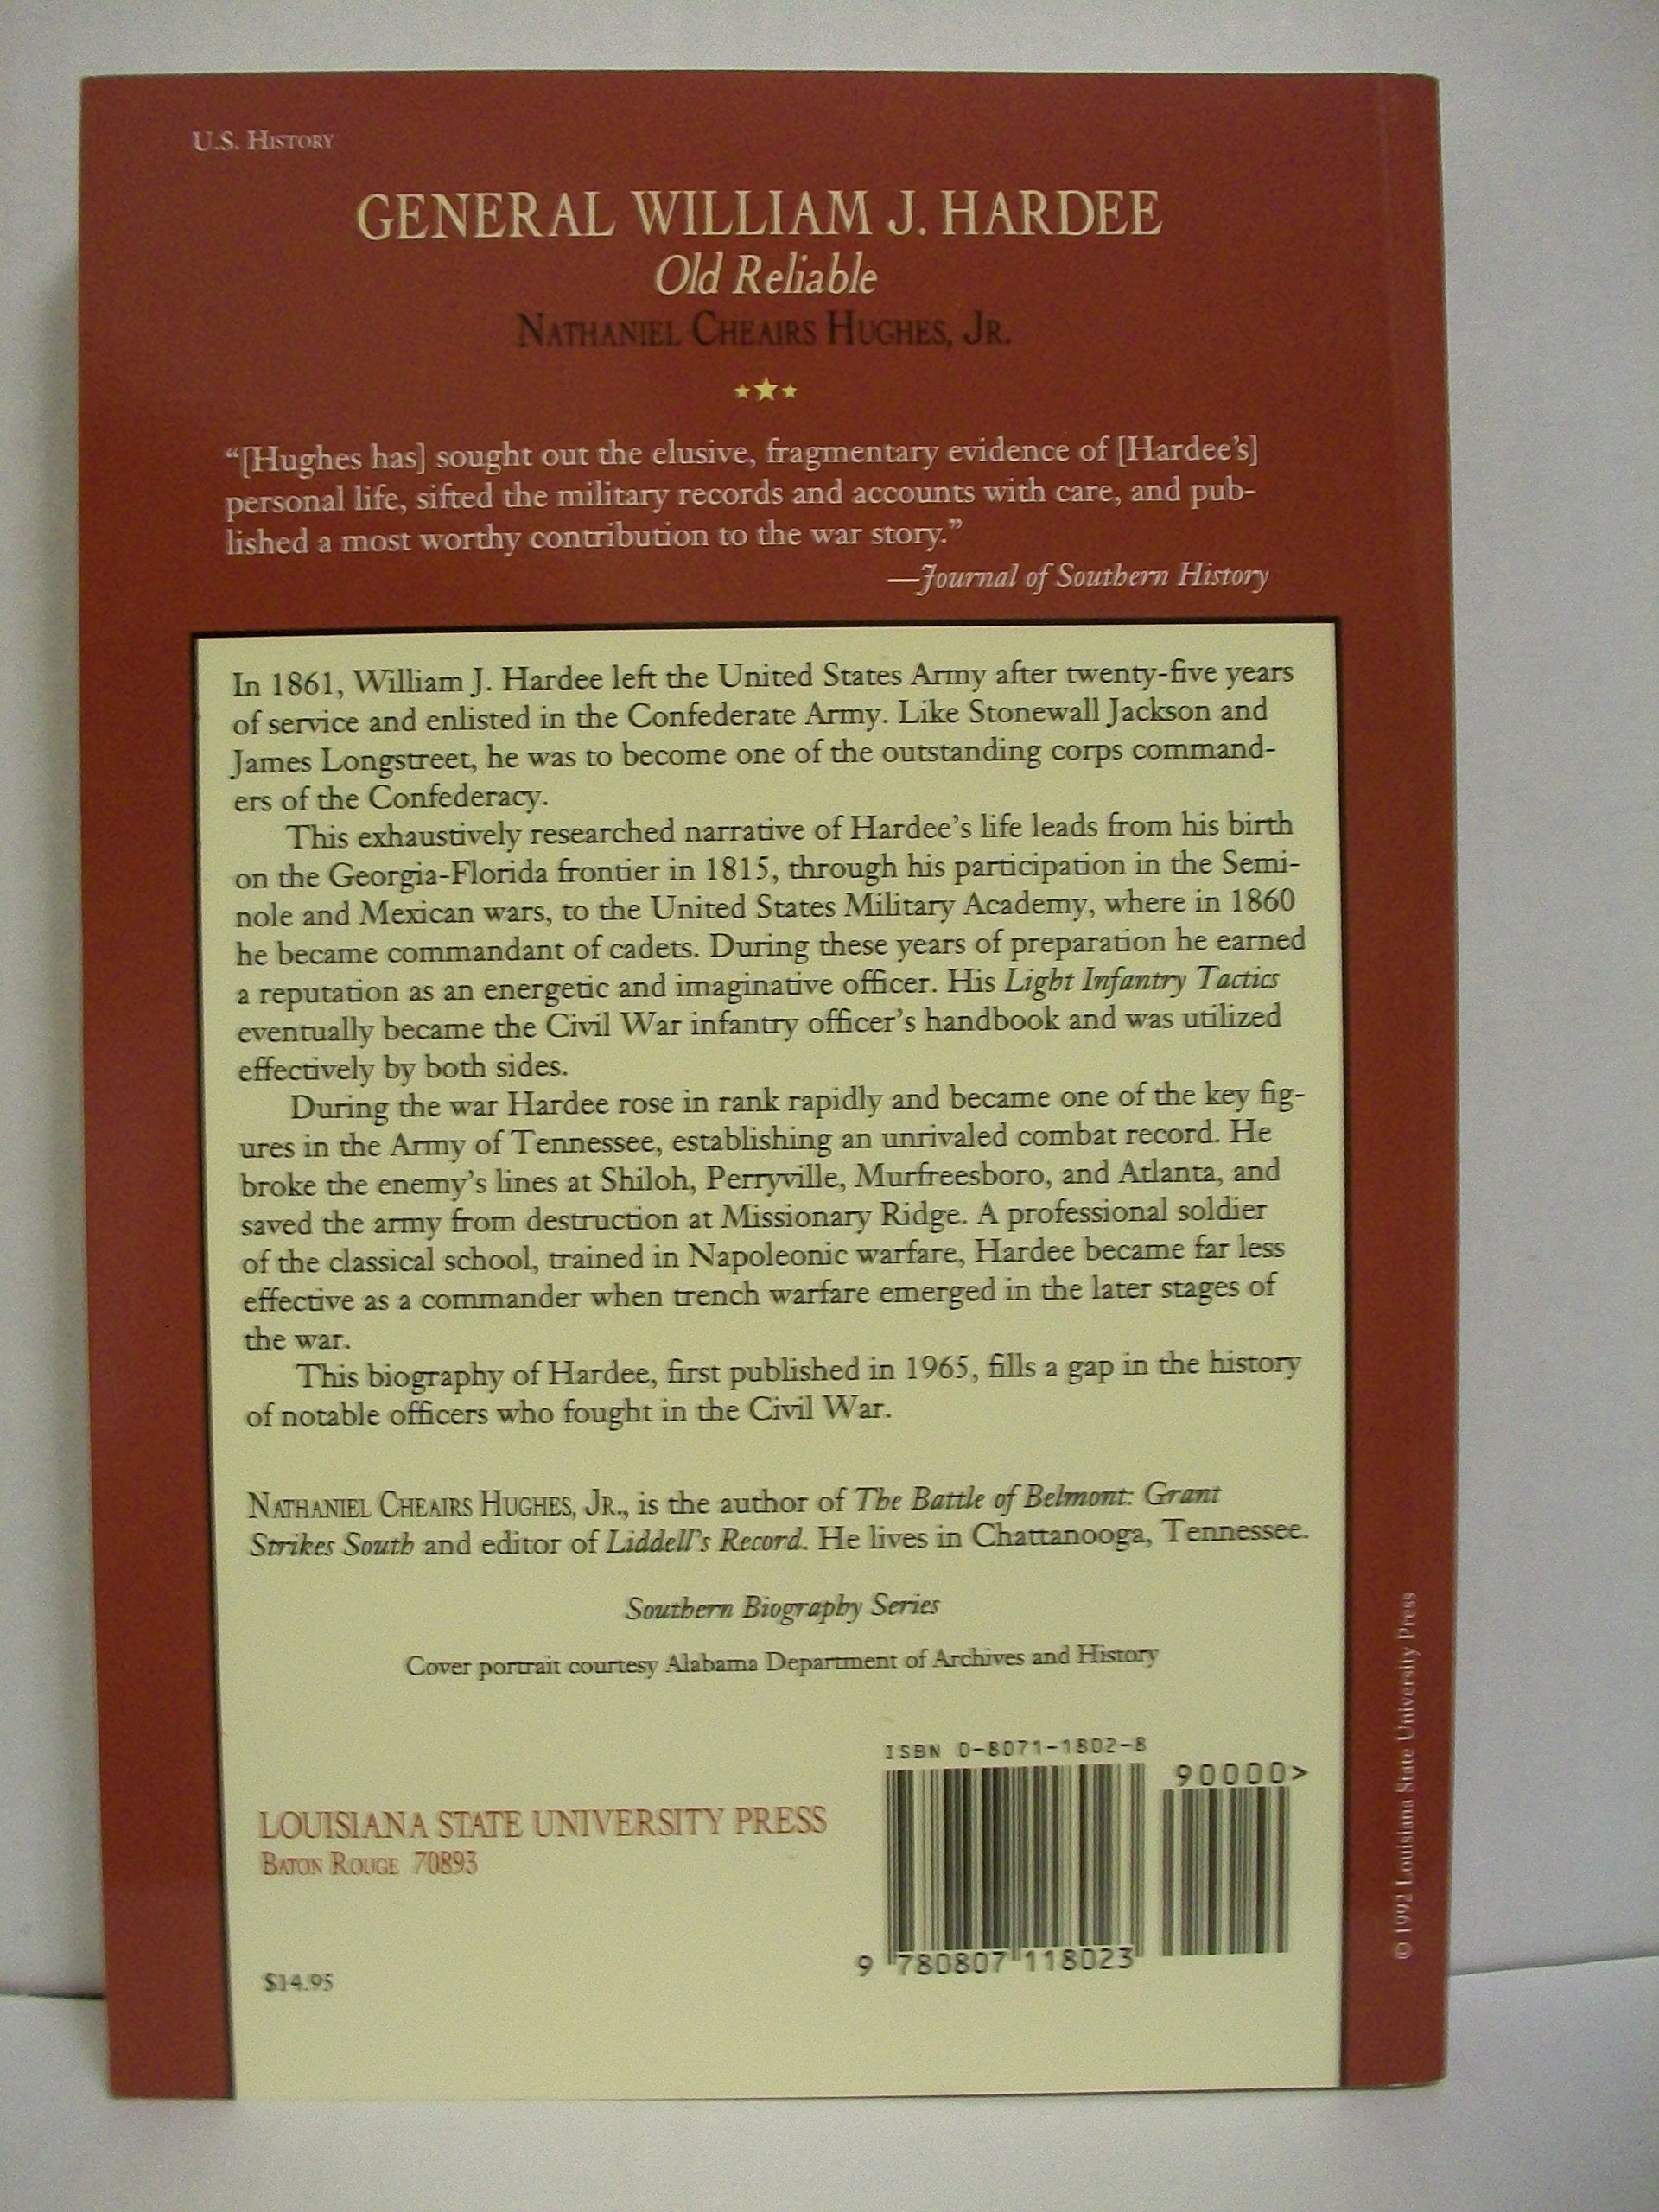 U.S. History
GENERAL WILLIAM J. HARDEE
Old Reliable
Nathaniel Cheairs Hughes, Jr.
“[Hughes has] sought out the elusive, fragmentary evidence of [Hardee’s]
personal life, sifted the military records and accounts with care, and pub-
lished a most worthy contribution to the war story.”
—Journal of Southern History
In 1861, William J. Hardee left the United States Army after twenty-five years
of service and enlisted in the Confederate Army. Like Stonewall Jackson and
James Longstreet, he was to become one of the outstanding corps command-
ers of the Confederacy.
This exhaustively researched narrative of Hardee’s life leads from his birth
on the Georgia-Florida frontier in 1815, through his participation in the Semi-
nole and Mexican wars, to the United States Military Academy, where in 1860
he became commandant of cadets. During these years of preparation he earned
a reputation as an energetic and imaginative officer. His Light Infantry Tactics
eventually became the Civil War infantry officer’s handbook and was utilized
effectively by both sides.
During the war Hardee rose in rank rapidly and became one of the key fig-
ures in the Army of Tennessee, establishing an unrivaled combat record. He
broke the enemy’s lines at Shiloh, Perryville, Murfreesboro, and Atlanta, and
saved the army from destruction at Missionary Ridge. A professional soldier
of the classical school, trained in Napoleonic warfare, Hardee became far less
effective as a commander when trench warfare emerged in the later stages of
the war.
This biography of Hardee, first published in 1965, fills a gap in the history
of notable officers who fought in the Civil War.
Nathaniel Cheairs Hughes, Jr., is the author of The Battle of Belmont: Grant
Strikes South and editor of Liddell’s Record. He lives in Chattanooga, Tennessee.
Southern Biography Series
Cover portrait courtesy Alabama Department of Archives and History
ISBN 0-8071-1802-8
90000>
LOUISIANA STATE UNIVERSITY PRESS
Baton Rouge 70893
9 780807 118023
$14.95
© 1992 Louisiana State University Press